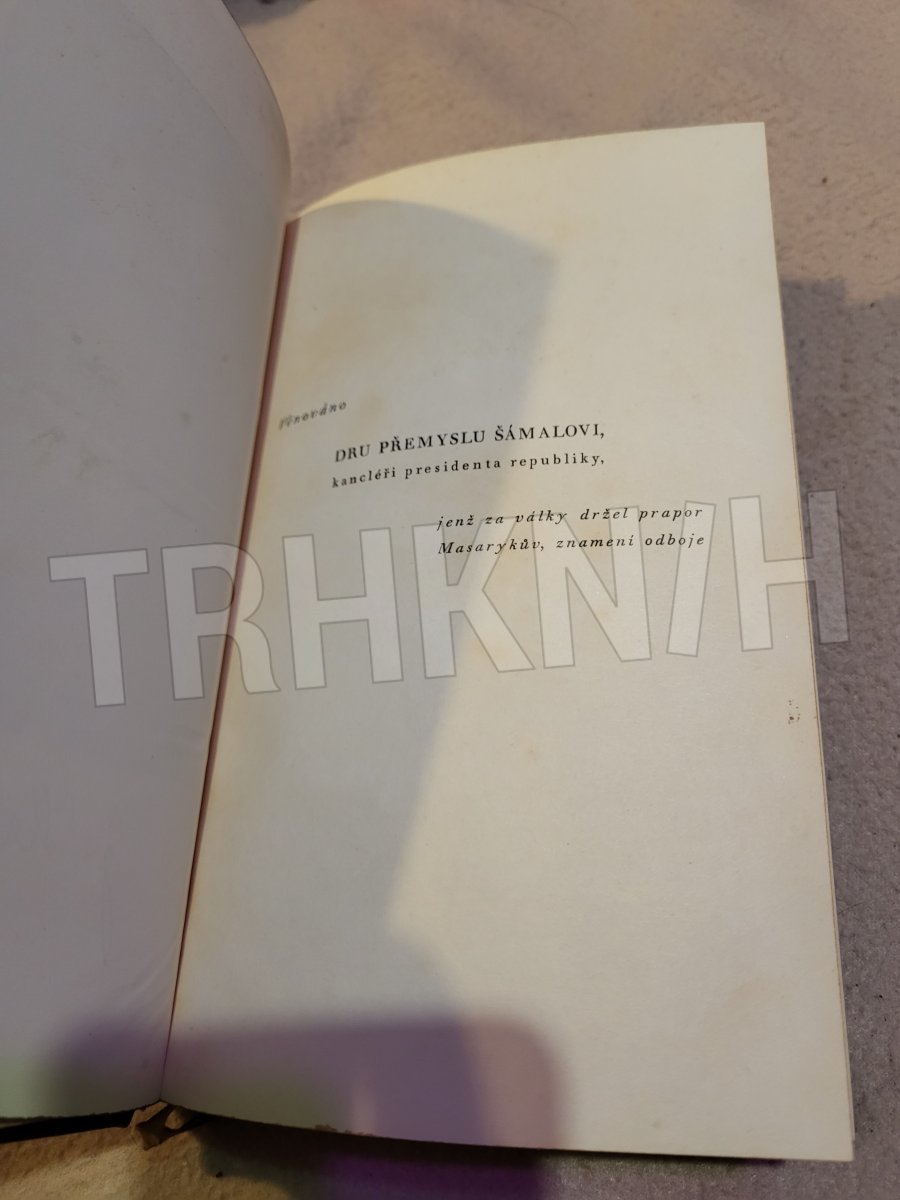 Věnováno
DRU PŘEMYSLU ŠÁMALOVI,
kancléři presidenta republiky,
jenž za války držel prapor
Masarykův, znamení odboje
TRHKNIH